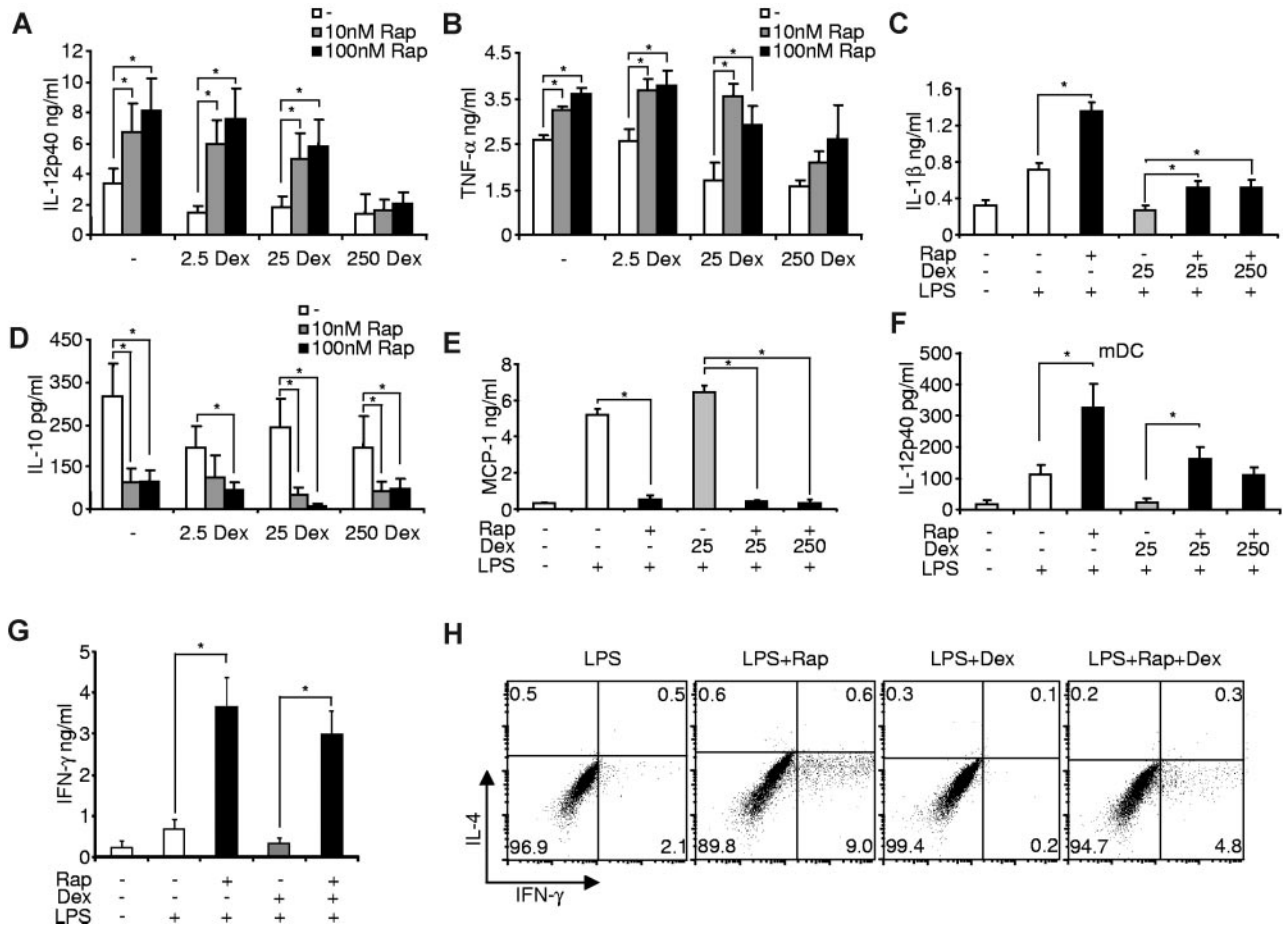 A
-
10nM Rap
100nM Rap
IL-12p40 ng/ml
12
10
8
6
4
2
0
* * * * * *
- 2.5 Dex 25 Dex 250 Dex
B
-
10nM Rap
100nM Rap
TNF-α ng/ml
4.5
3.5
2.5
1.5
0
* * * * * *
- 2.5 Dex 25 Dex 250 Dex
C
IL-1β ng/ml
1.6
1.2
0.8
0.4
0
* * *
Rap - - + - + +
Dex - - - 25 25 250
LPS - + + + + +
D
-
10nM Rap
100nM Rap
IL-10 pg/ml
450
350
250
150
50
0
* * * * * * *
- 2.5 Dex 25 Dex 250 Dex
E
MCP-1 ng/ml
8
6
4
2
0
* * *
Rap - - + - + +
Dex - - - 25 25 250
LPS - + + + + +
F
mDC
IL-12p40 pg/ml
500
400
300
200
100
0
* *
Rap - - + - + +
Dex - - - 25 25 250
LPS - + + + + +
G
IFN-γ ng/ml
5
4
3
2
1
0
* *
Rap - - + - +
Dex - - - + +
LPS - + + + +
H
LPS LPS+Rap LPS+Dex LPS+Rap+Dex
0.5 0.5 0.6 0.6 0.3 0.1 0.2 0.3
96.9 2.1 89.8 9.0 99.4 0.2 94.7 4.8
IL-4
IFN-γ